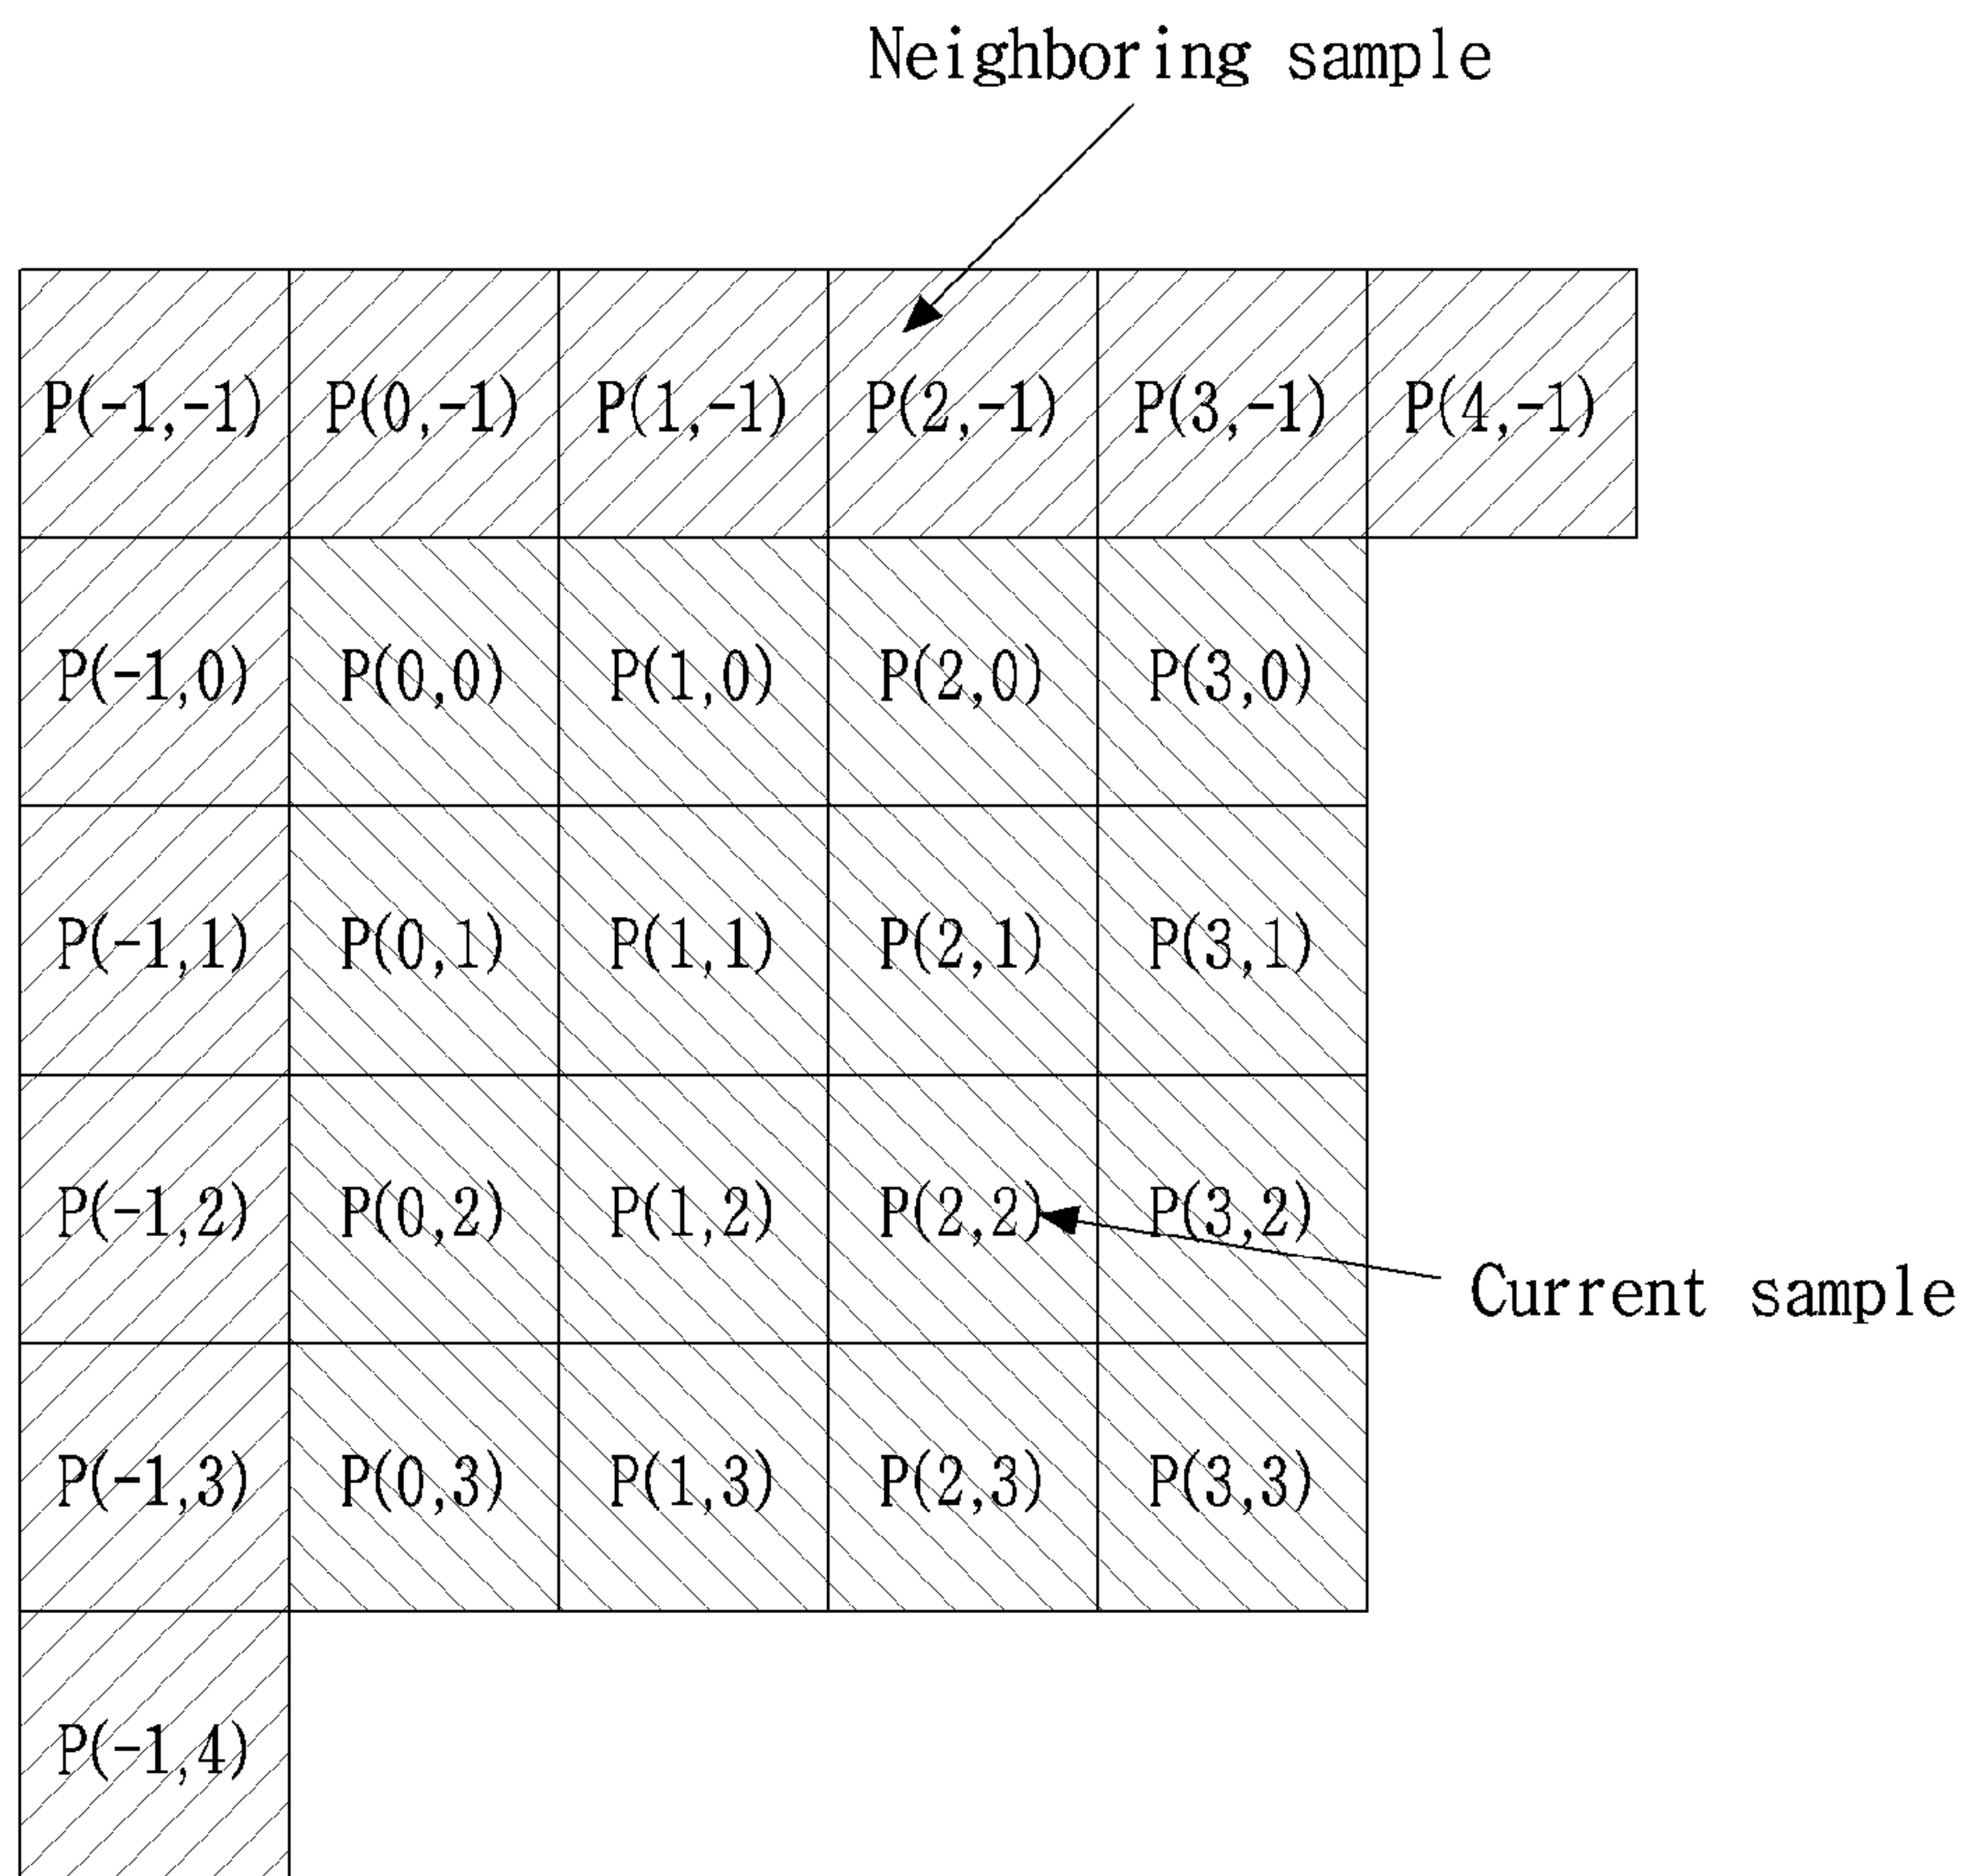 Neighboring sample
P(-1,-1) P(0,-1) P(1,-1) P(2,-1) P(3,-1) P(4,-1)
P(-1,0) P(0,0) P(1,0) P(2,0) P(3,0)
P(-1,1) P(0,1) P(1,1) P(2,1) P(3,1)
P(-1,2) P(0,2) P(1,2) P(2,2) P(3,2)
Current sample
P(-1,3) P(0,3) P(1,3) P(2,3) P(3,3)
P(-1,4)